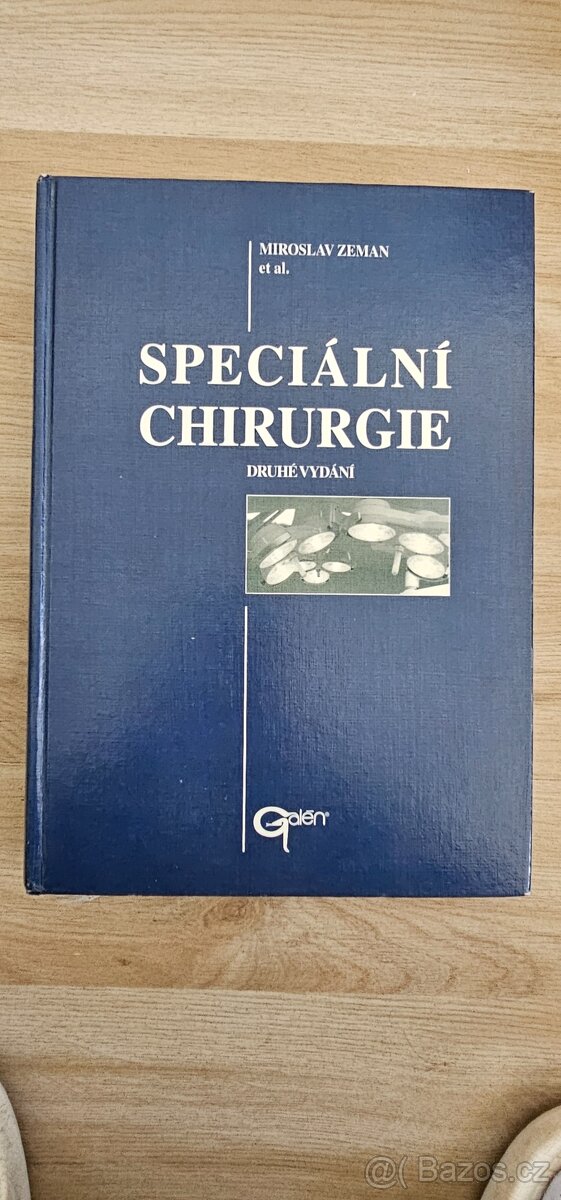 MIROSLAV ZEMAN
et al.
SPECIÁLNÍ
CHIRURGIE
DRUHÉ VYDÁNÍ
Galén®
@( Bazos.cz